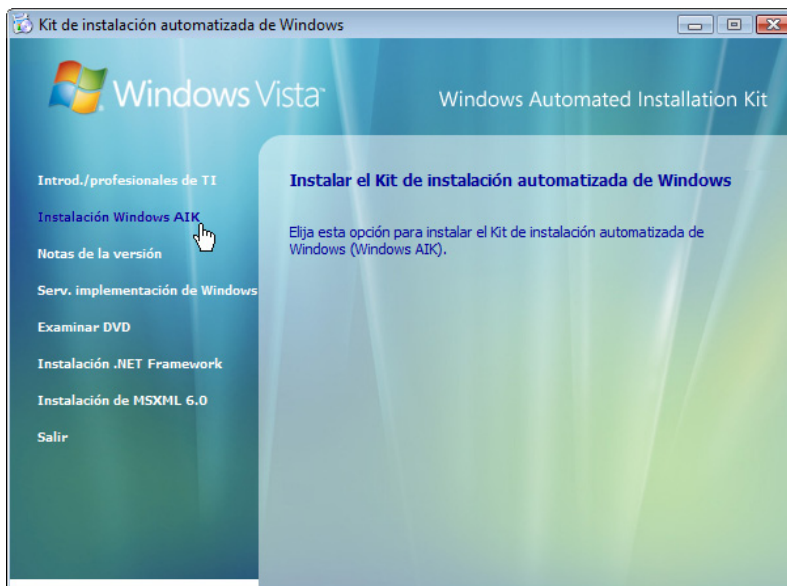 Kit de instalación automatizada de Windows
Windows Vista™
Windows Automated Installation Kit
Introd./profesionales de TI
Instalación Windows AIK
Notas de la versión
Serv. implementación de Windows
Examinar DVD
Instalación .NET Framework
Instalación de MSXML 6.0
Salir
Instalar el Kit de instalación automatizada de Windows
Elija esta opción para instalar el Kit de instalación automatizada de
Windows (Windows AIK).